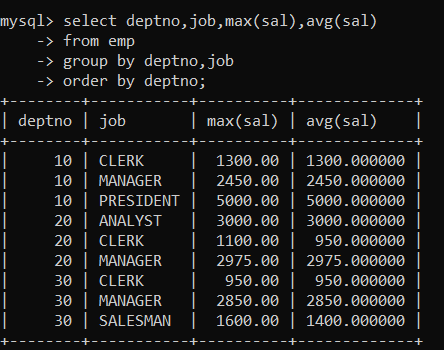 mysql> select deptno,job,max(sal),avg(sal)
    -> from emp
    -> group by deptno,job
    -> order by deptno;
+--------+-----------+----------+-------------+
| deptno | job       | max(sal) | avg(sal)    |
+--------+-----------+----------+-------------+
|     10 | CLERK     |  1300.00 | 1300.000000 |
|     10 | MANAGER   |  2450.00 | 2450.000000 |
|     10 | PRESIDENT |  5000.00 | 5000.000000 |
|     20 | ANALYST   |  3000.00 | 3000.000000 |
|     20 | CLERK     |  1100.00 |  950.000000 |
|     20 | MANAGER   |  2975.00 | 2975.000000 |
|     30 | CLERK     |   950.00 |  950.000000 |
|     30 | MANAGER   |  2850.00 | 2850.000000 |
|     30 | SALESMAN  |  1600.00 | 1400.000000 |
+--------+-----------+----------+-------------+